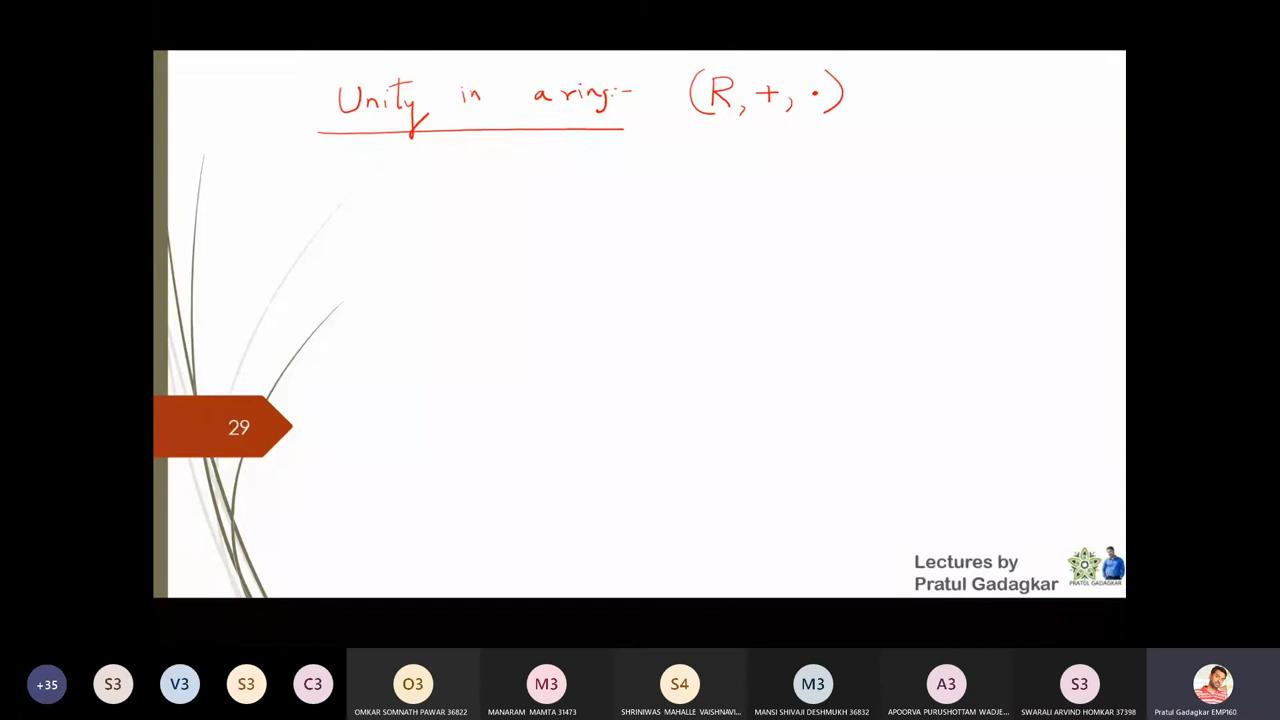 Unity in a ring:- (R, +, •)
29
Lectures by
Pratul Gadagkar
PRATUL GADAGKAR
+35
S3
V3
S3
C3
O3
M3
S4
M3
A3
S3
OMKAR SOMNATH PAWAR 36822
MANARAM MAMTA 31473
SHRINIWAS MAHALLE VAISHNAVI...
MANSI SHIVAJI DESHMUKH 36832
APOORVA PURUSHOTTAM WADJE...
SWARALI ARVIND HOMKAR 37398
Pratul Gadagkar EMP160